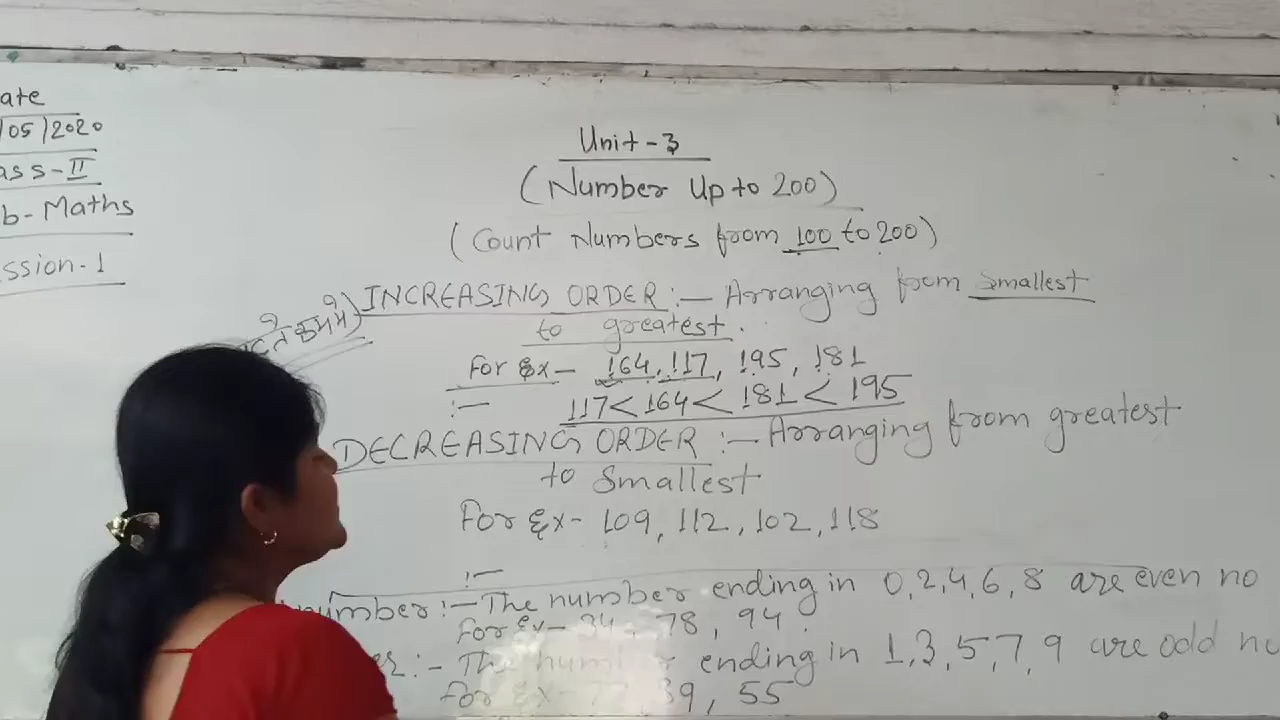 ate
/05/2020
ass-II
b- Maths
ssion-1
Unit-3
(Number Up to 200)
(Count Numbers from 100 to 200)
INCREASING ORDER :- Arranging from Smallest
to greatest.
For Ex- 164, 117, 195, 181
:- 117 < 164 < 181 < 195
DECREASING ORDER :- Arranging from greatest
to Smallest
For Ex- 109, 112, 102, 118
:-
number :- The number ending in 0, 2, 4, 6, 8 are even no
For Ex- 34, 78, 94.
er :- The number ending in 1, 3, 5, 7, 9 are odd no
for Ex- 39, 55